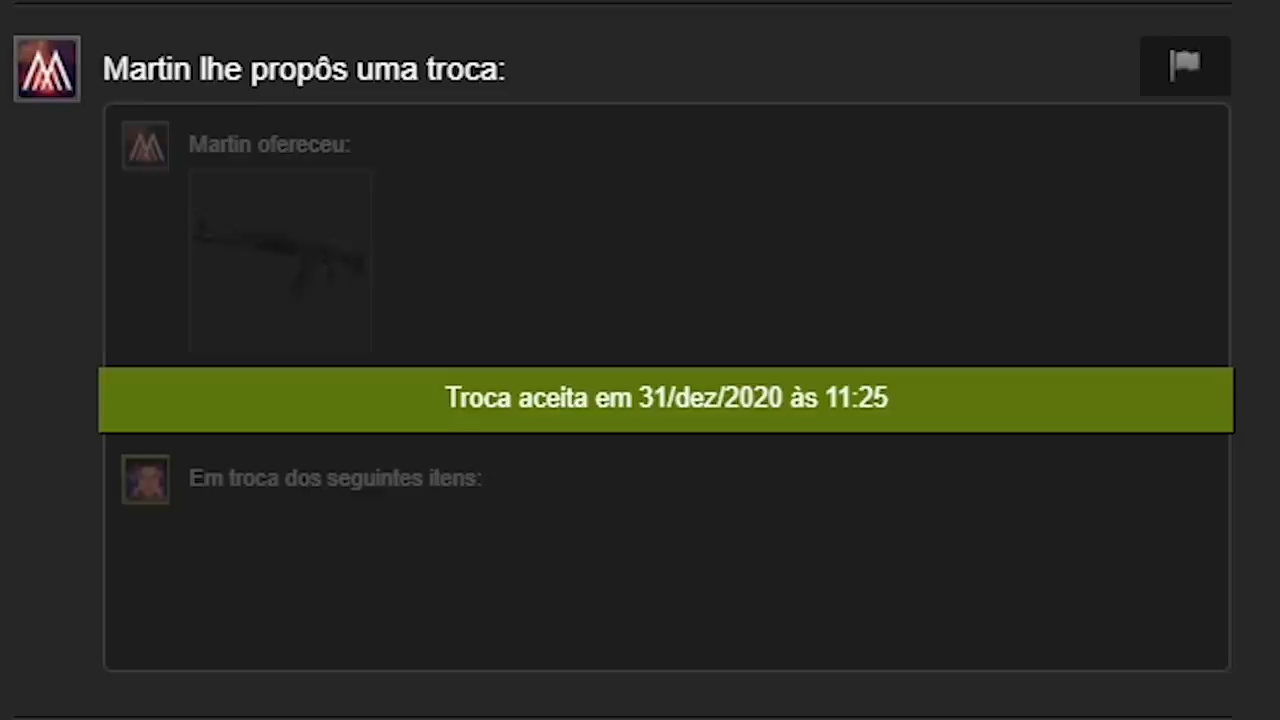 Martin lhe propôs uma troca:
Martin ofereceu:
Troca aceita em 31/dez/2020 às 11:25
Em troca dos seguintes itens: